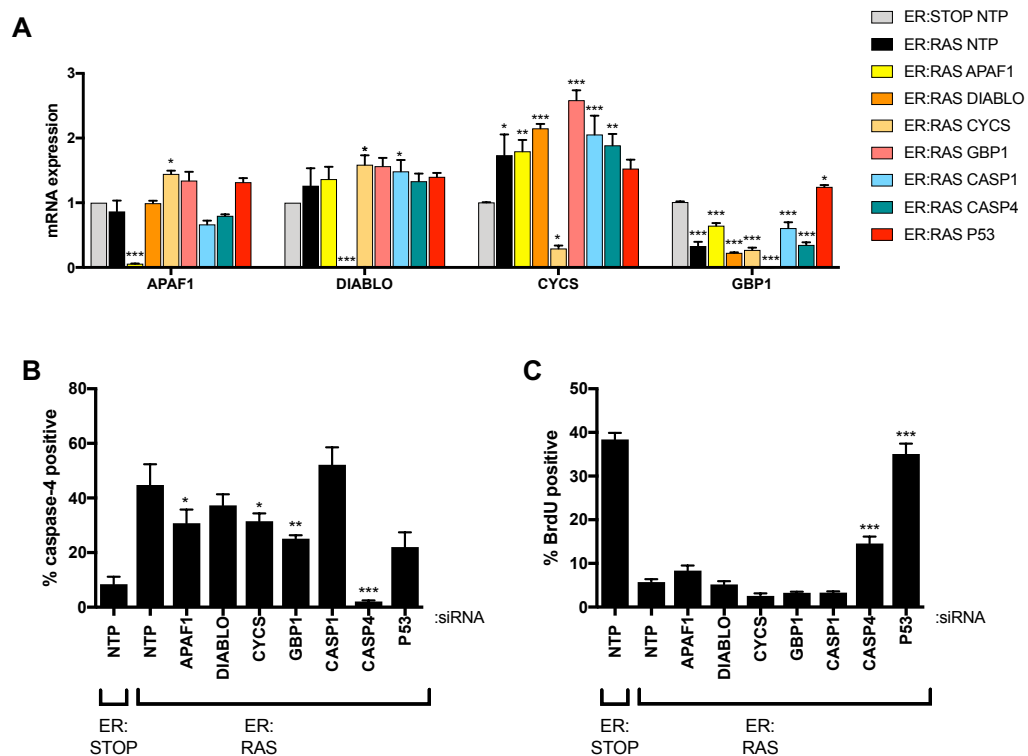 A
ER:STOP NTP
ER:RAS NTP
ER:RAS APAF1
ER:RAS DIABLO
ER:RAS CYCS
ER:RAS GBP1
ER:RAS CASP1
ER:RAS CASP4
ER:RAS P53
mRNA expression
3
2
1
0
*** * *** * * * ** *** * *** *** ** *** *** *** *** *** *** *** *
APAF1 DIABLO CYCS GBP1
B
% caspase-4 positive
80
60
40
20
0
* * ** ***
NTP NTP APAF1 DIABLO CYCS GBP1 CASP1 CASP4 P53
:siRNA
ER: ER:
STOP RAS
C
% BrdU positive
50
40
30
20
10
0
*** ***
NTP NTP APAF1 DIABLO CYCS GBP1 CASP1 CASP4 P53
:siRNA
ER: ER:
STOP RAS